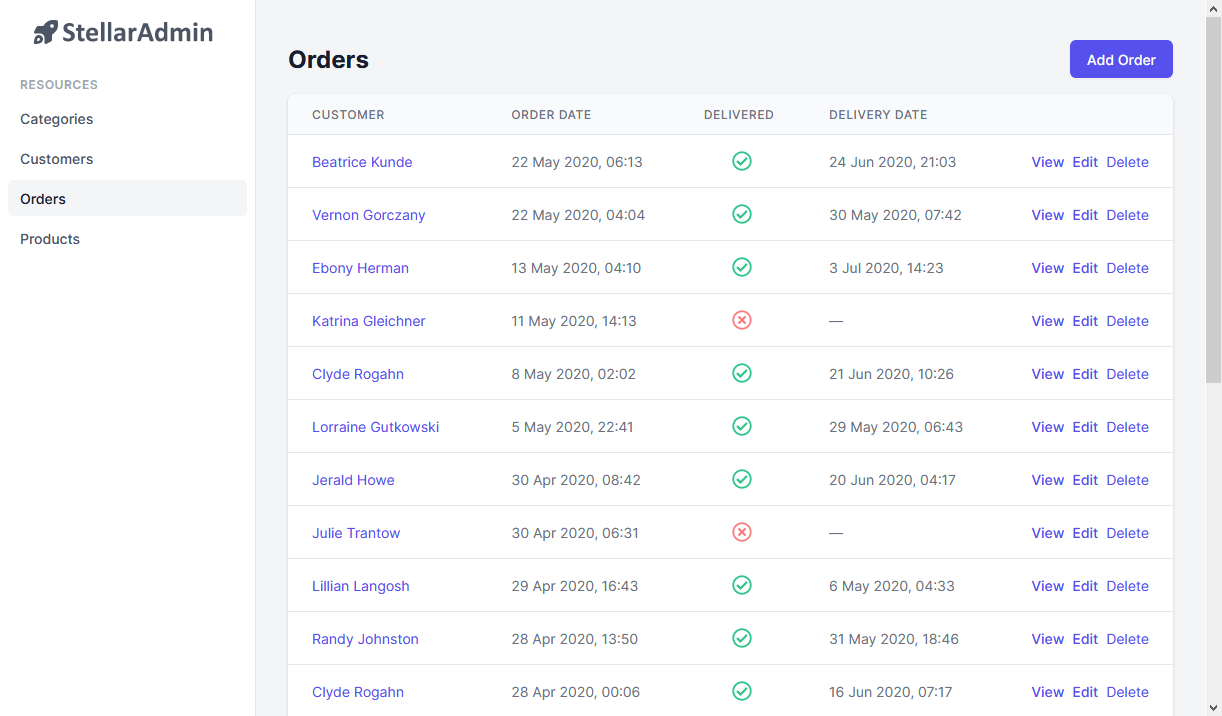 StellarAdmin
RESOURCES
Categories
Customers
Orders
Products
Orders
Add Order
CUSTOMER ORDER DATE DELIVERED DELIVERY DATE
Beatrice Kunde 22 May 2020, 06:13 24 Jun 2020, 21:03 View Edit Delete
Vernon Gorczany 22 May 2020, 04:04 30 May 2020, 07:42 View Edit Delete
Ebony Herman 13 May 2020, 04:10 3 Jul 2020, 14:23 View Edit Delete
Katrina Gleichner 11 May 2020, 14:13 — View Edit Delete
Clyde Rogahn 8 May 2020, 02:02 21 Jun 2020, 10:26 View Edit Delete
Lorraine Gutkowski 5 May 2020, 22:41 29 May 2020, 06:43 View Edit Delete
Jerald Howe 30 Apr 2020, 08:42 20 Jun 2020, 04:17 View Edit Delete
Julie Trantow 30 Apr 2020, 06:31 — View Edit Delete
Lillian Langosh 29 Apr 2020, 16:43 6 May 2020, 04:33 View Edit Delete
Randy Johnston 28 Apr 2020, 13:50 31 May 2020, 18:46 View Edit Delete
Clyde Rogahn 28 Apr 2020, 00:06 16 Jun 2020, 07:17 View Edit Delete